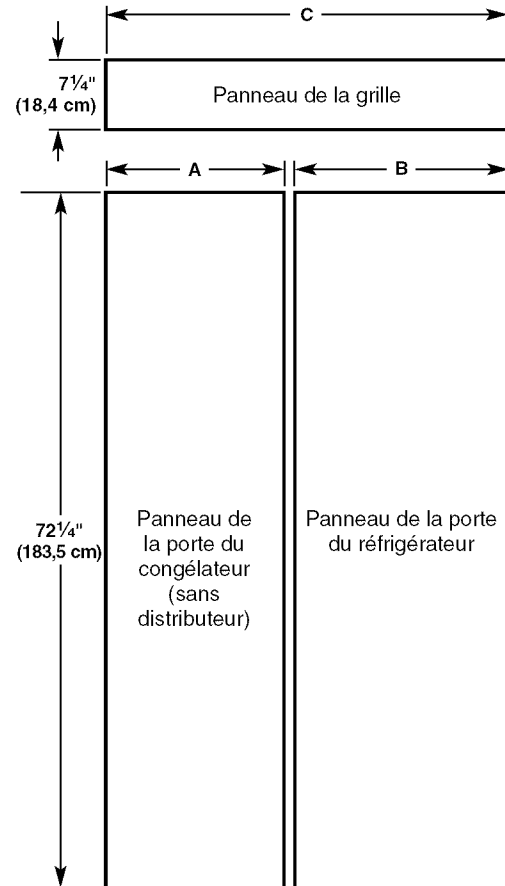 C
7¼"
(18,4 cm)
Panneau de la grille
A
B
72¼"
(183,5 cm)
Panneau de
la porte du
congélateur
(sans
distributeur)
Panneau de la porte
du réfrigérateur